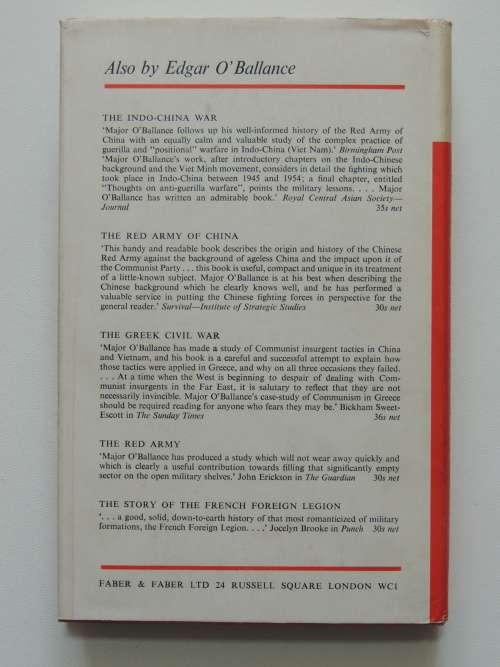 Also by Edgar O'Ballance
THE INDO-CHINA WAR
'Major O'Ballance follows up his well-informed history of the Red Army of
China with an equally calm and valuable study of the complex practice of
guerilla and "positional" warfare in Indo-China (Viet Nam).' Birmingham Post
'Major O'Ballance's work, after introductory chapters on the Indo-Chinese
background and the Viet Minh movement, considers in detail the fighting which
took place in Indo-China between 1945 and 1954; a final chapter, entitled
"Thoughts on anti-guerilla warfare", points the military lessons. . . . Major
O'Ballance has written an admirable book.' Royal Central Asian Society—
Journal 35s net
THE RED ARMY OF CHINA
'This handy and readable book describes the origin and history of the Chinese
Red Army against the background of ageless China and the impact upon it of
the Communist Party . . . this book is useful, compact and unique in its treatment
of a little-known subject. Major O'Ballance is at his best when describing the
Chinese background which he clearly knows well, and he has performed a
valuable service in putting the Chinese fighting forces in perspective for the
general reader.' Survival—Institute of Strategic Studies 30s net
THE GREEK CIVIL WAR
'Major O'Ballance has made a study of Communist insurgent tactics in China
and Vietnam, and his book is a careful and successful attempt to explain how
those tactics were applied in Greece, and why on all three occasions they failed.
. . . At a time when the West is beginning to despair of dealing with Com-
munist insurgents in the Far East, it is salutary to reflect that they are not
necessarily invincible. Major O'Ballance's case-study of Communism in Greece
should be required reading for anyone who fears they may be.' Bickham Sweet-
Escott in The Sunday Times 36s net
THE RED ARMY
'Major O'Ballance has produced a study which will not wear away quickly and
which is clearly a useful contribution towards filling that significantly empty
sector on the open military shelves.' John Erickson in The Guardian 30s net
THE STORY OF THE FRENCH FOREIGN LEGION
'. . . a good, solid, down-to-earth history of that most romanticized of military
formations, the French Foreign Legion. . . .' Jocelyn Brooke in Punch 30s net
FABER & FABER LTD 24 RUSSELL SQUARE LONDON WC1